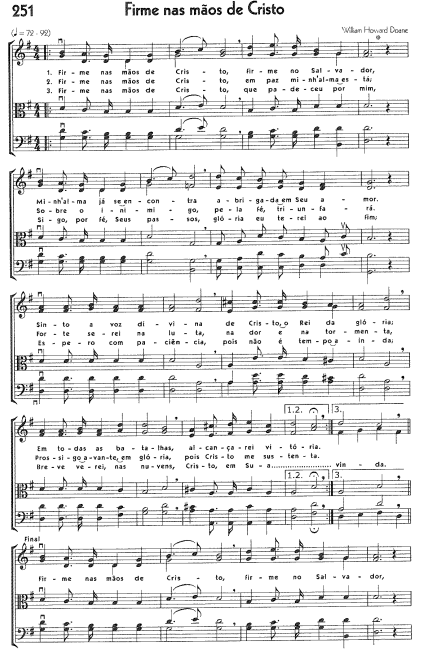 251 Firme nas mãos de Cristo
(♩ = 72 - 92) William Howard Doane
1. Fir - me nas mãos de Cris - to, fir - me no Sal - va - dor,
2. Fir - me nas mãos de Cris - to, em paz mi - nh'al - ma es - tá;
3. Fir - me nas mãos de Cris - to, que pa - de - ceu por mim,
Mi - nh'al - ma já se en - con - tra a - bri - ga - da em Seu a - mor.
So - bre o i - ni - mi - go, pe - la fé, tri - un - fa - rá.
Si - go, por fé, Seus pas - sos, gló - ria eu te - rei ao fim;
Sin - to a voz di - vi - na de Cris - to, o Rei da gló - ria;
For - te se - rei na lu - ta, na dor e na tor - men - ta,
Es - pe - ro com pa - ciên - cia, pois não é tem - po a - in - da;
1.2. 3.
Em to - das as ba - ta - lhas, al - can - ça - rei vi - tó - ria.
Pros - si - go a - van - te, em gló - ria, pois Cristo me sus - ten - ta.
Bre - ve ve - rei, nas nu - vens, Cris - to, em Su - a vin - da.
1.2. 3.
Final
Fir - me nas mãos de Cris - to, fir - me no Sal - va - dor,